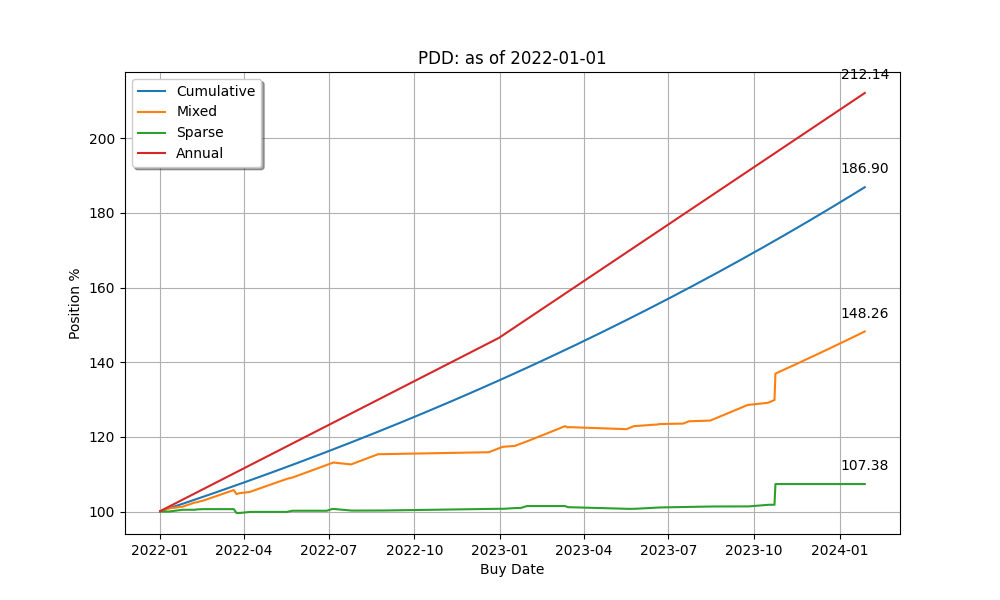 PDD: as of 2022-01-01
212.14
Cumulative
Mixed
Sparse
Annual
186.90
148.26
107.38
200
180
160
140
120
100
Position %
2022-01 2022-04 2022-07 2022-10 2023-01 2023-04 2023-07 2023-10 2024-01
Buy Date